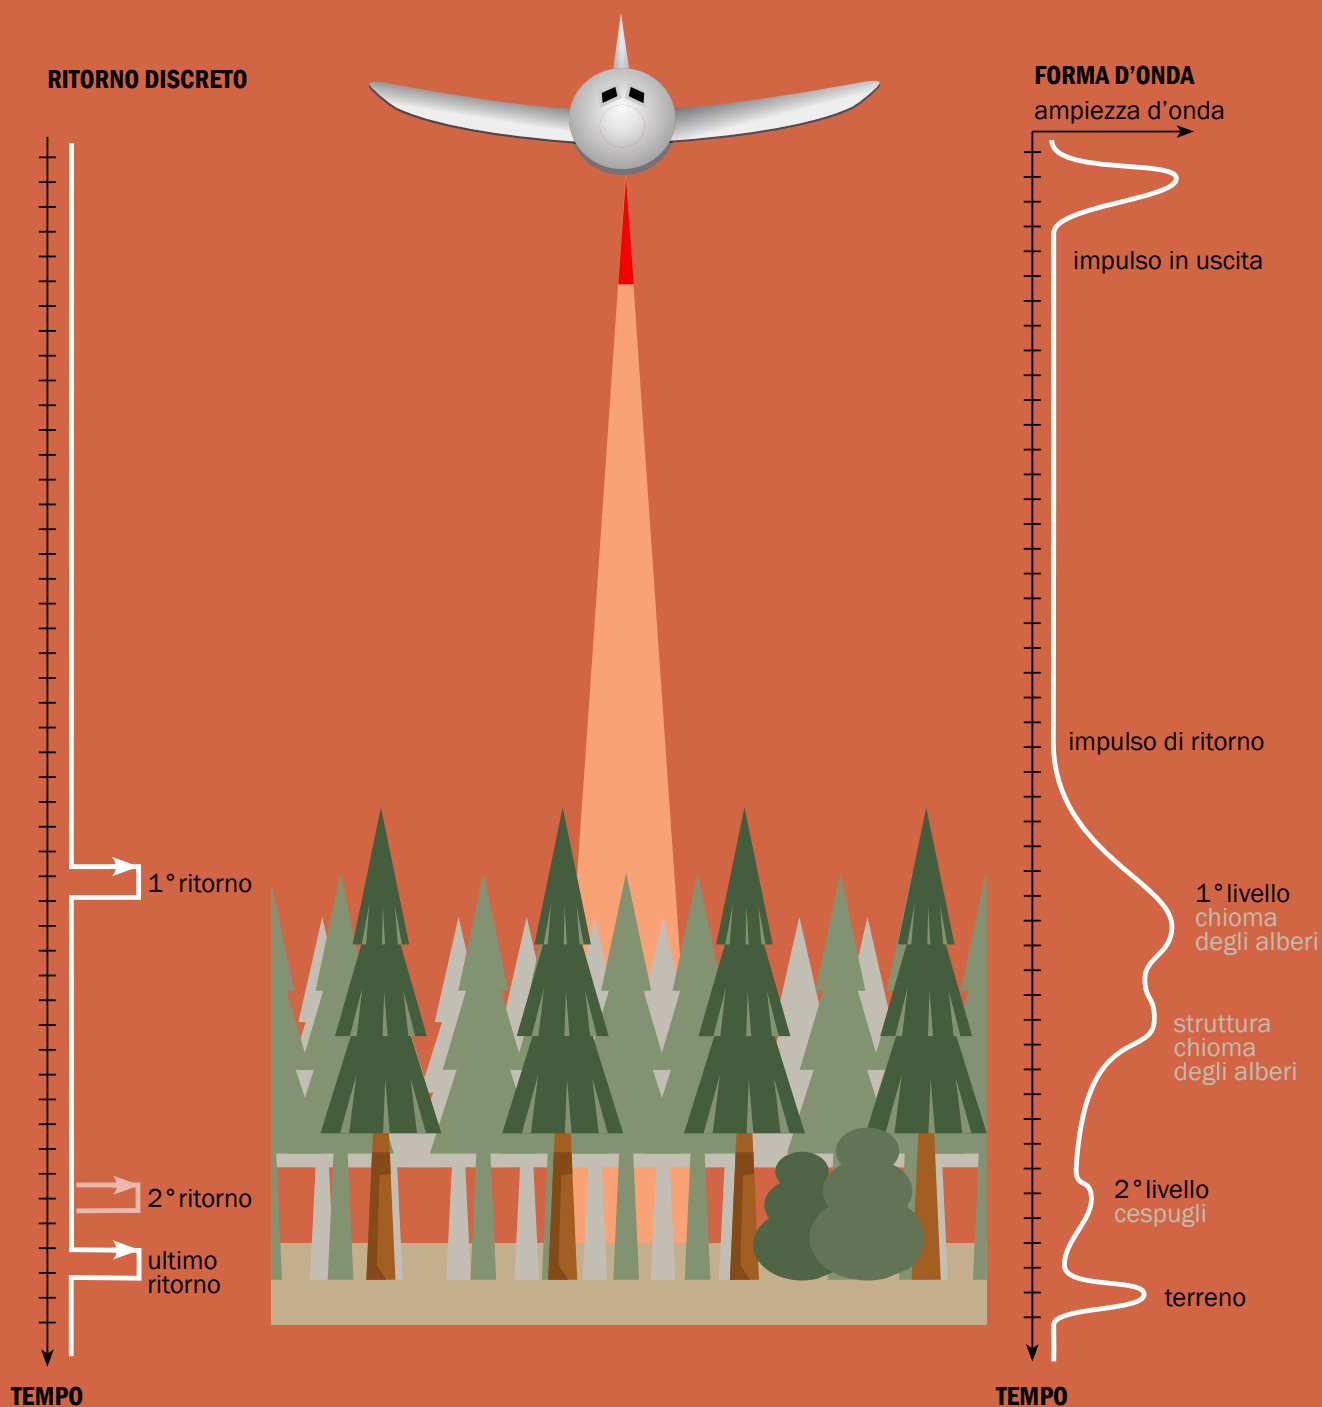 RITORNO DISCRETO
1° ritorno
2° ritorno
ultimo
ritorno
TEMPO
FORMA D'ONDA
ampiezza d'onda
impulso in uscita
impulso di ritorno
1° livello
chioma
degli alberi
struttura
chioma
degli alberi
2° livello
cespugli
terreno
TEMPO